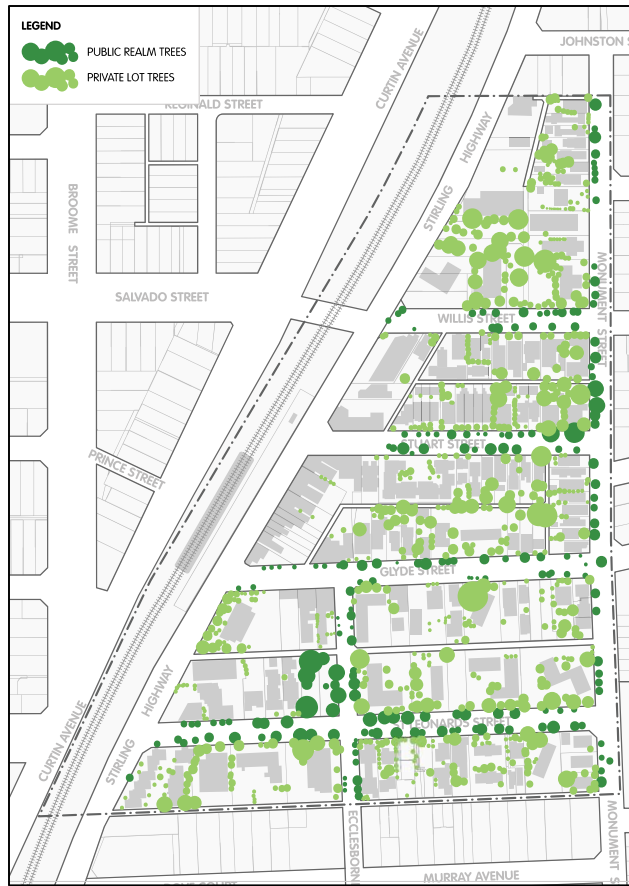 LEGEND
PUBLIC REALM TREES
PRIVATE LOT TREES
JOHNSTON
CURTIN AVENUE
REGINALD STREET
STIRLING HIGHWAY
BROOME STREET
MONUMENT STREET
SALVADO STREET
WILLIS STREET
STUART STREET
PRINCE STREET
GLYDE STREET
STIRLING HIGHWAY
CURTIN AVENUE
LEONARDS STREET
ECCLESBORN
MONUMENT S
MURRAY AVENUE
COURT